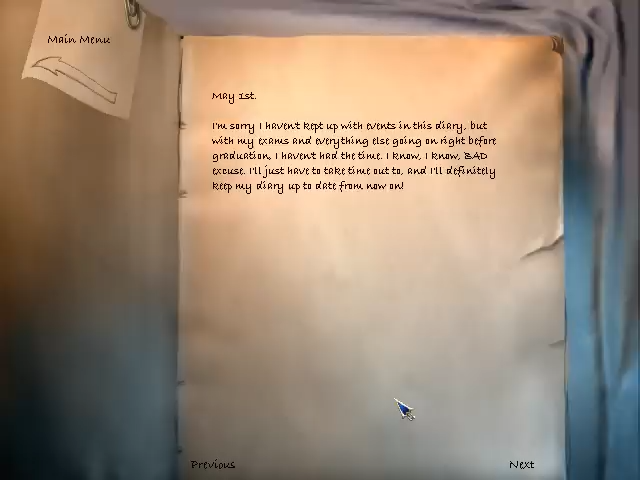 Main Menu
May 1st.
I'm sorry I havent kept up with events in this diary, but
with my exams and everything else going on right before
graduation, I havent had the time. I know, I know, BAD
excuse. I'll just have to take time out to, and I'll definitely
keep my diary up to date from now on!
Previous
Next